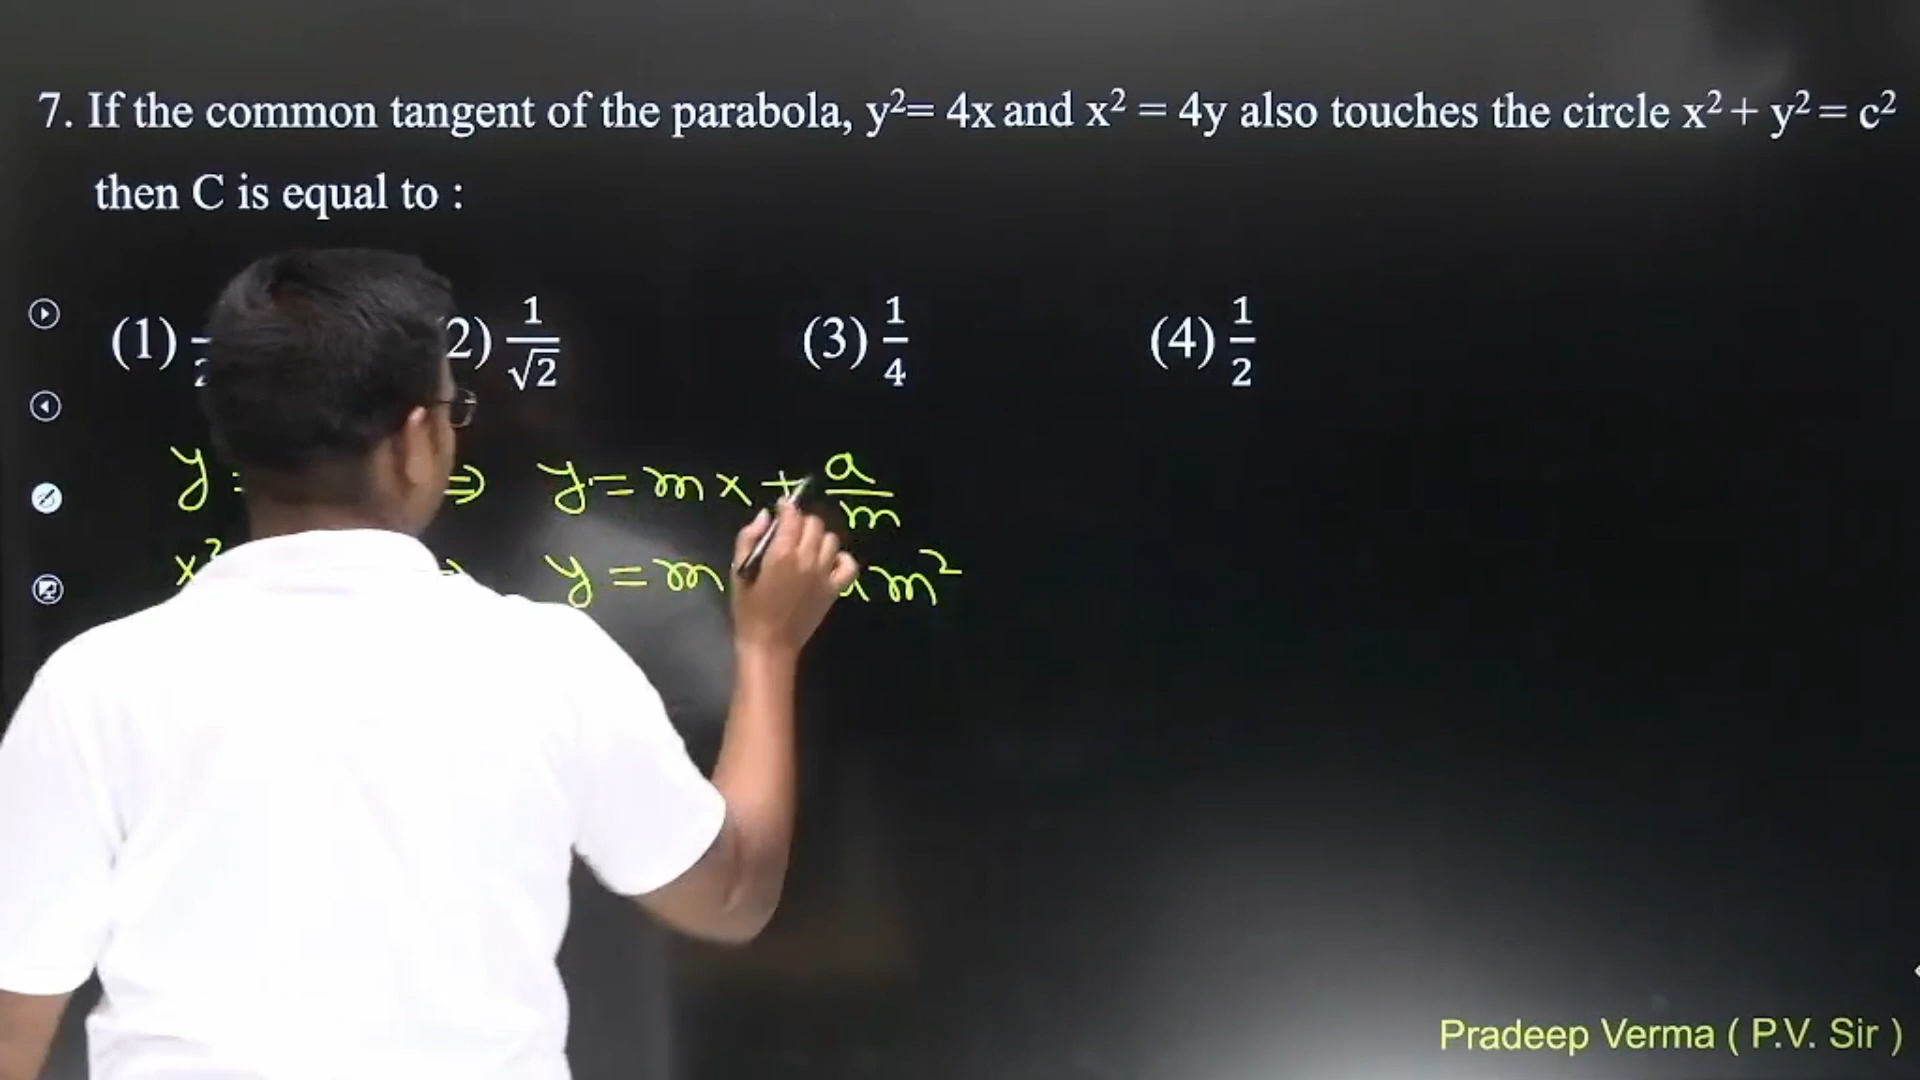 7. If the common tangent of the parabola, y²= 4x and x² = 4y also touches the circle x² + y² = c²
then C is equal to :
(1) 2) 1/√2 (3) 1/4 (4) 1/2
y = ⇒ y = mx + a/m
x² y = m m²
Pradeep Verma ( P.V. Sir )